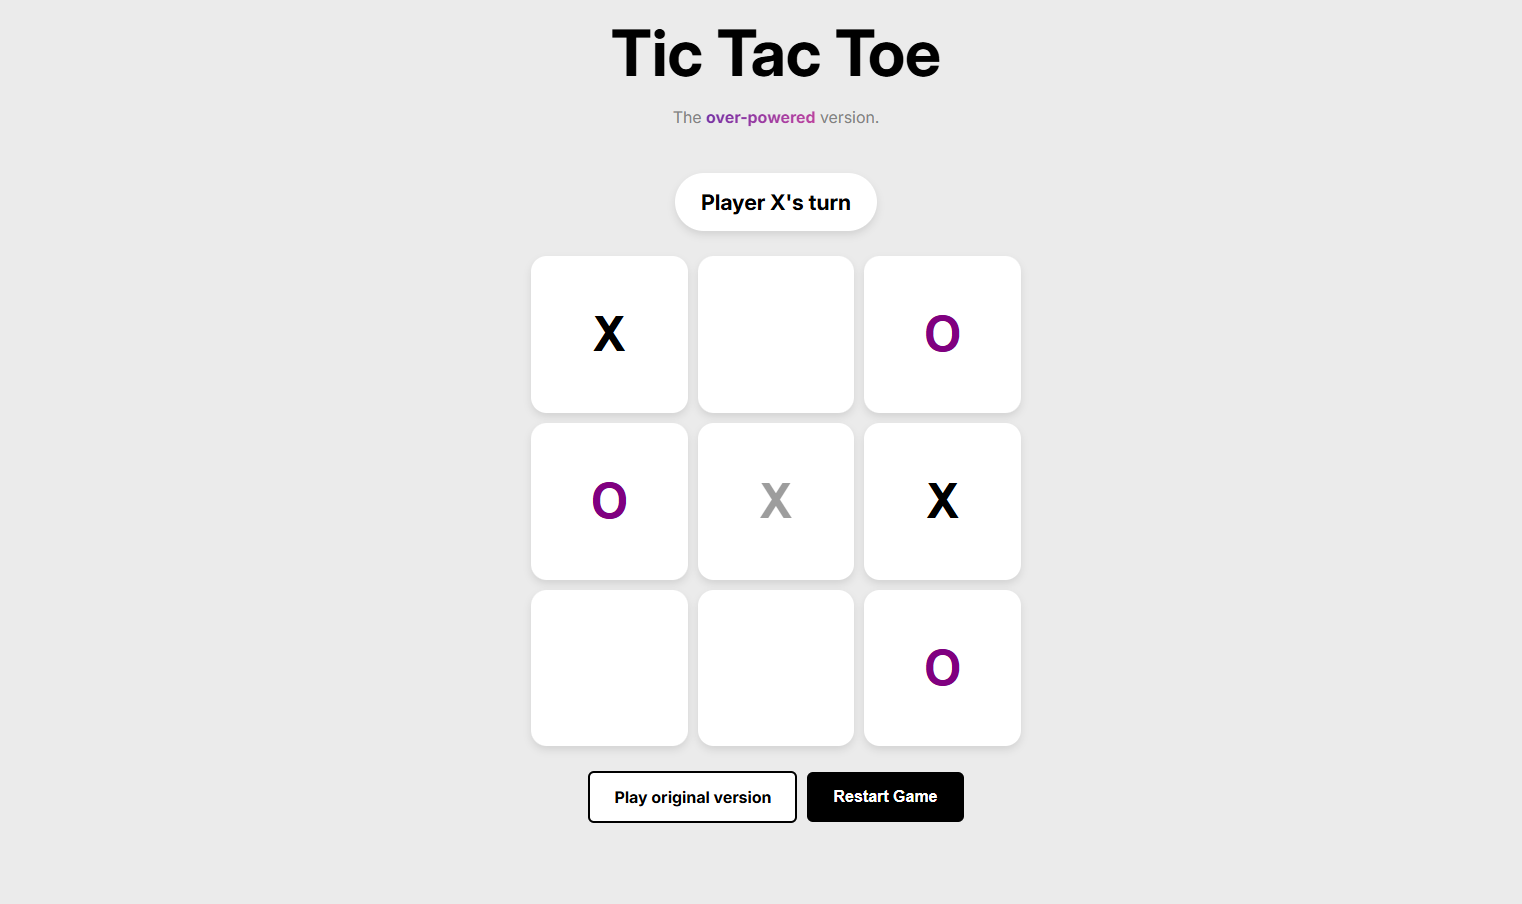 Tic Tac Toe
The over-powered version.
Player X's turn
X O
O X X
O
Play original version Restart Game